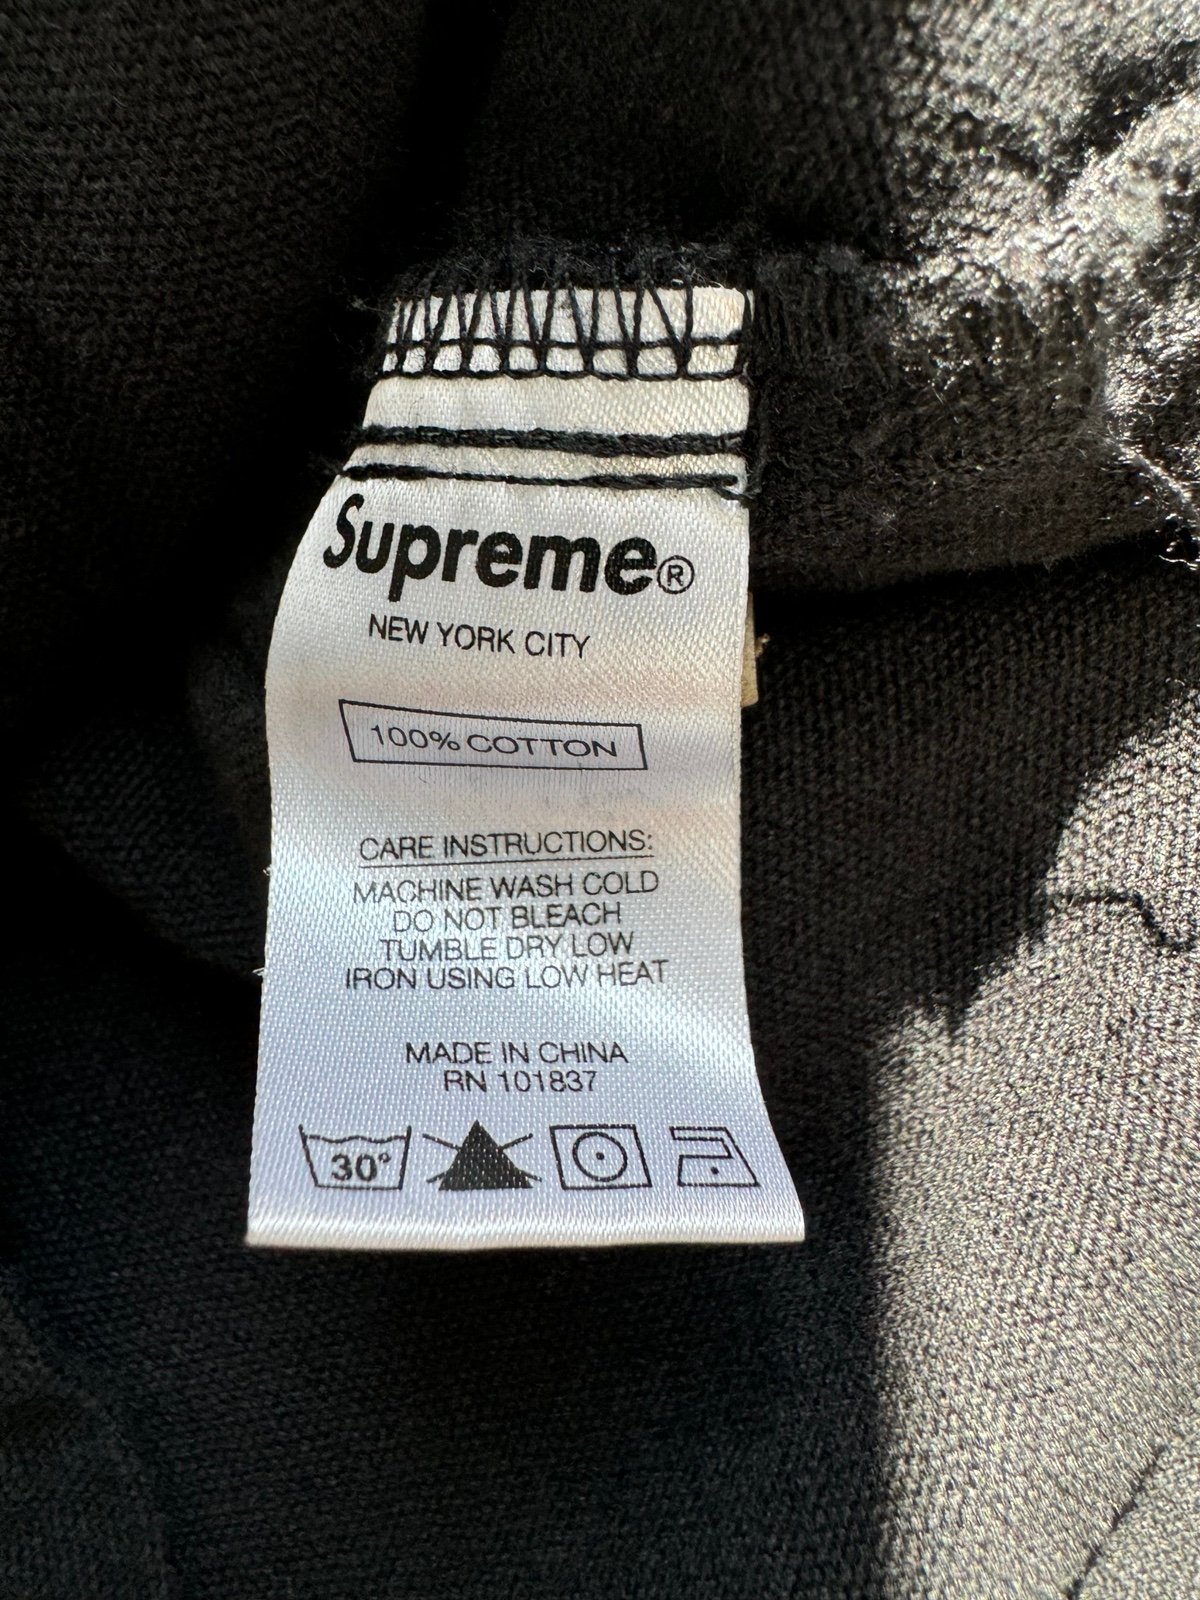 Supreme®
NEW YORK CITY
100% COTTON
CARE INSTRUCTIONS:
MACHINE WASH COLD
DO NOT BLEACH
TUMBLE DRY LOW
IRON USING LOW HEAT
MADE IN CHINA
RN 101837
30°